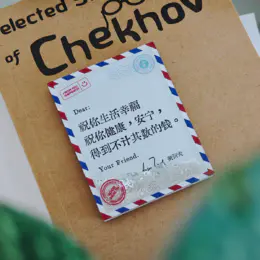 elected S
of Chekhov
Dear:
祝你生活幸福
祝你健康，安宁，
得到不计其数的钱。
Your Friend.